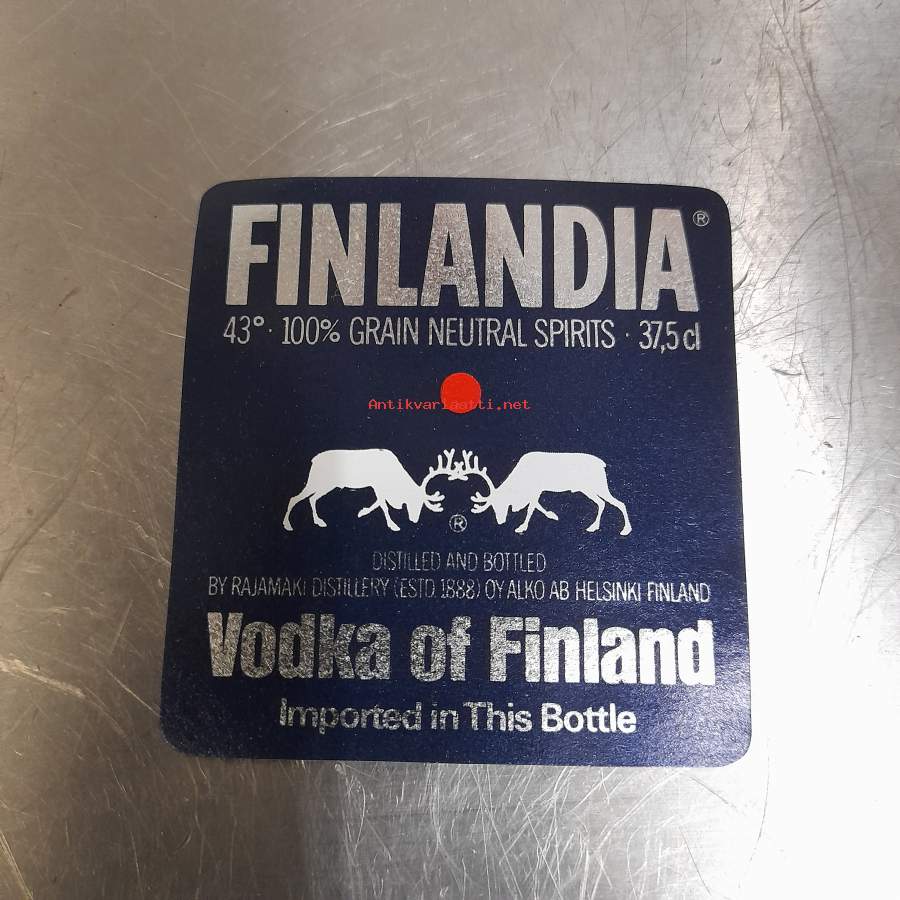 FINLANDIA®
43° · 100% GRAIN NEUTRAL SPIRITS · 37,5 cl
Antikvariaatti.net
®
DISTILLED AND BOTTLED
BY RAJAMAKI DISTILLERY (ESTD. 1888) OY ALKO AB HELSINKI FINLAND
Vodka of Finland
Imported in This Bottle